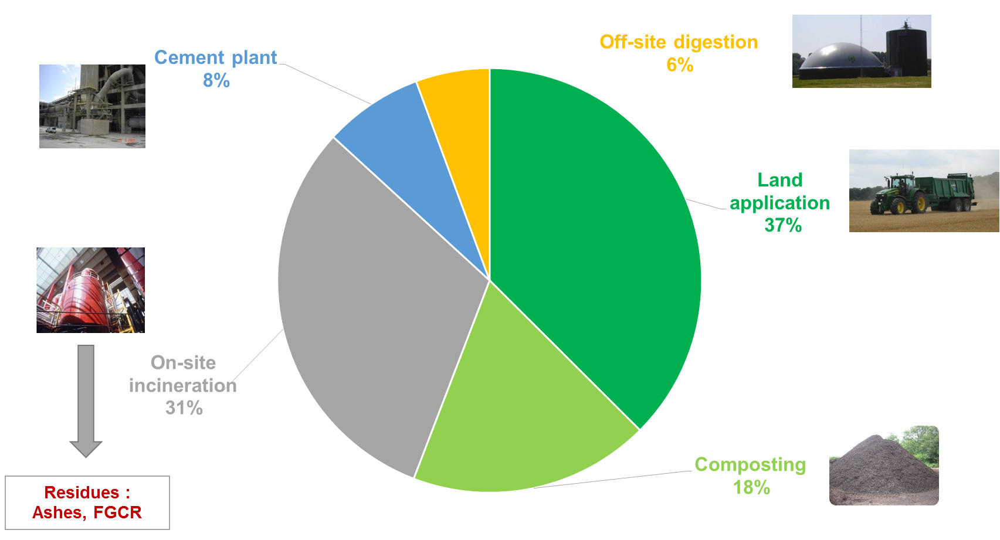 Off-site digestion
6%
Cement plant
8%
Land
application
37%
On-site
incineration
31%
Composting
18%
Residues :
Ashes, FGCR